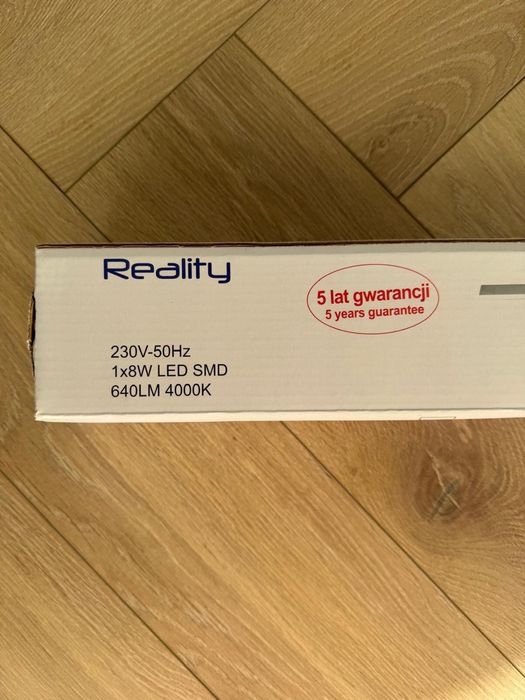 Reality
5 lat gwarancji
5 years guarantee
230V-50Hz
1x8W LED SMD
640LM 4000K